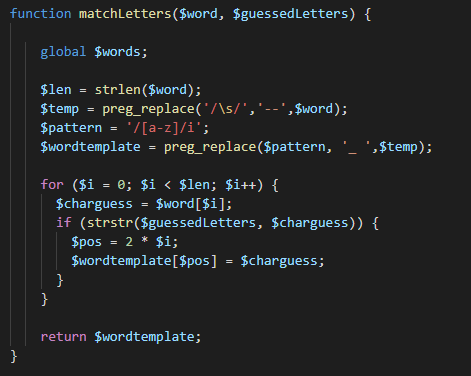 function matchLetters($word, $guessedLetters) {
global $words;
$len = strlen($word);
$temp = preg_replace('/\s/','--',$word);
$pattern = '/[a-z]/i';
$wordtemplate = preg_replace($pattern, '_ ',$temp);
for ($i = 0; $i < $len; $i++) {
$charguess = $word[$i];
if (strstr($guessedLetters, $charguess)) {
$pos = 2 * $i;
$wordtemplate[$pos] = $charguess;
}
}
return $wordtemplate;
}